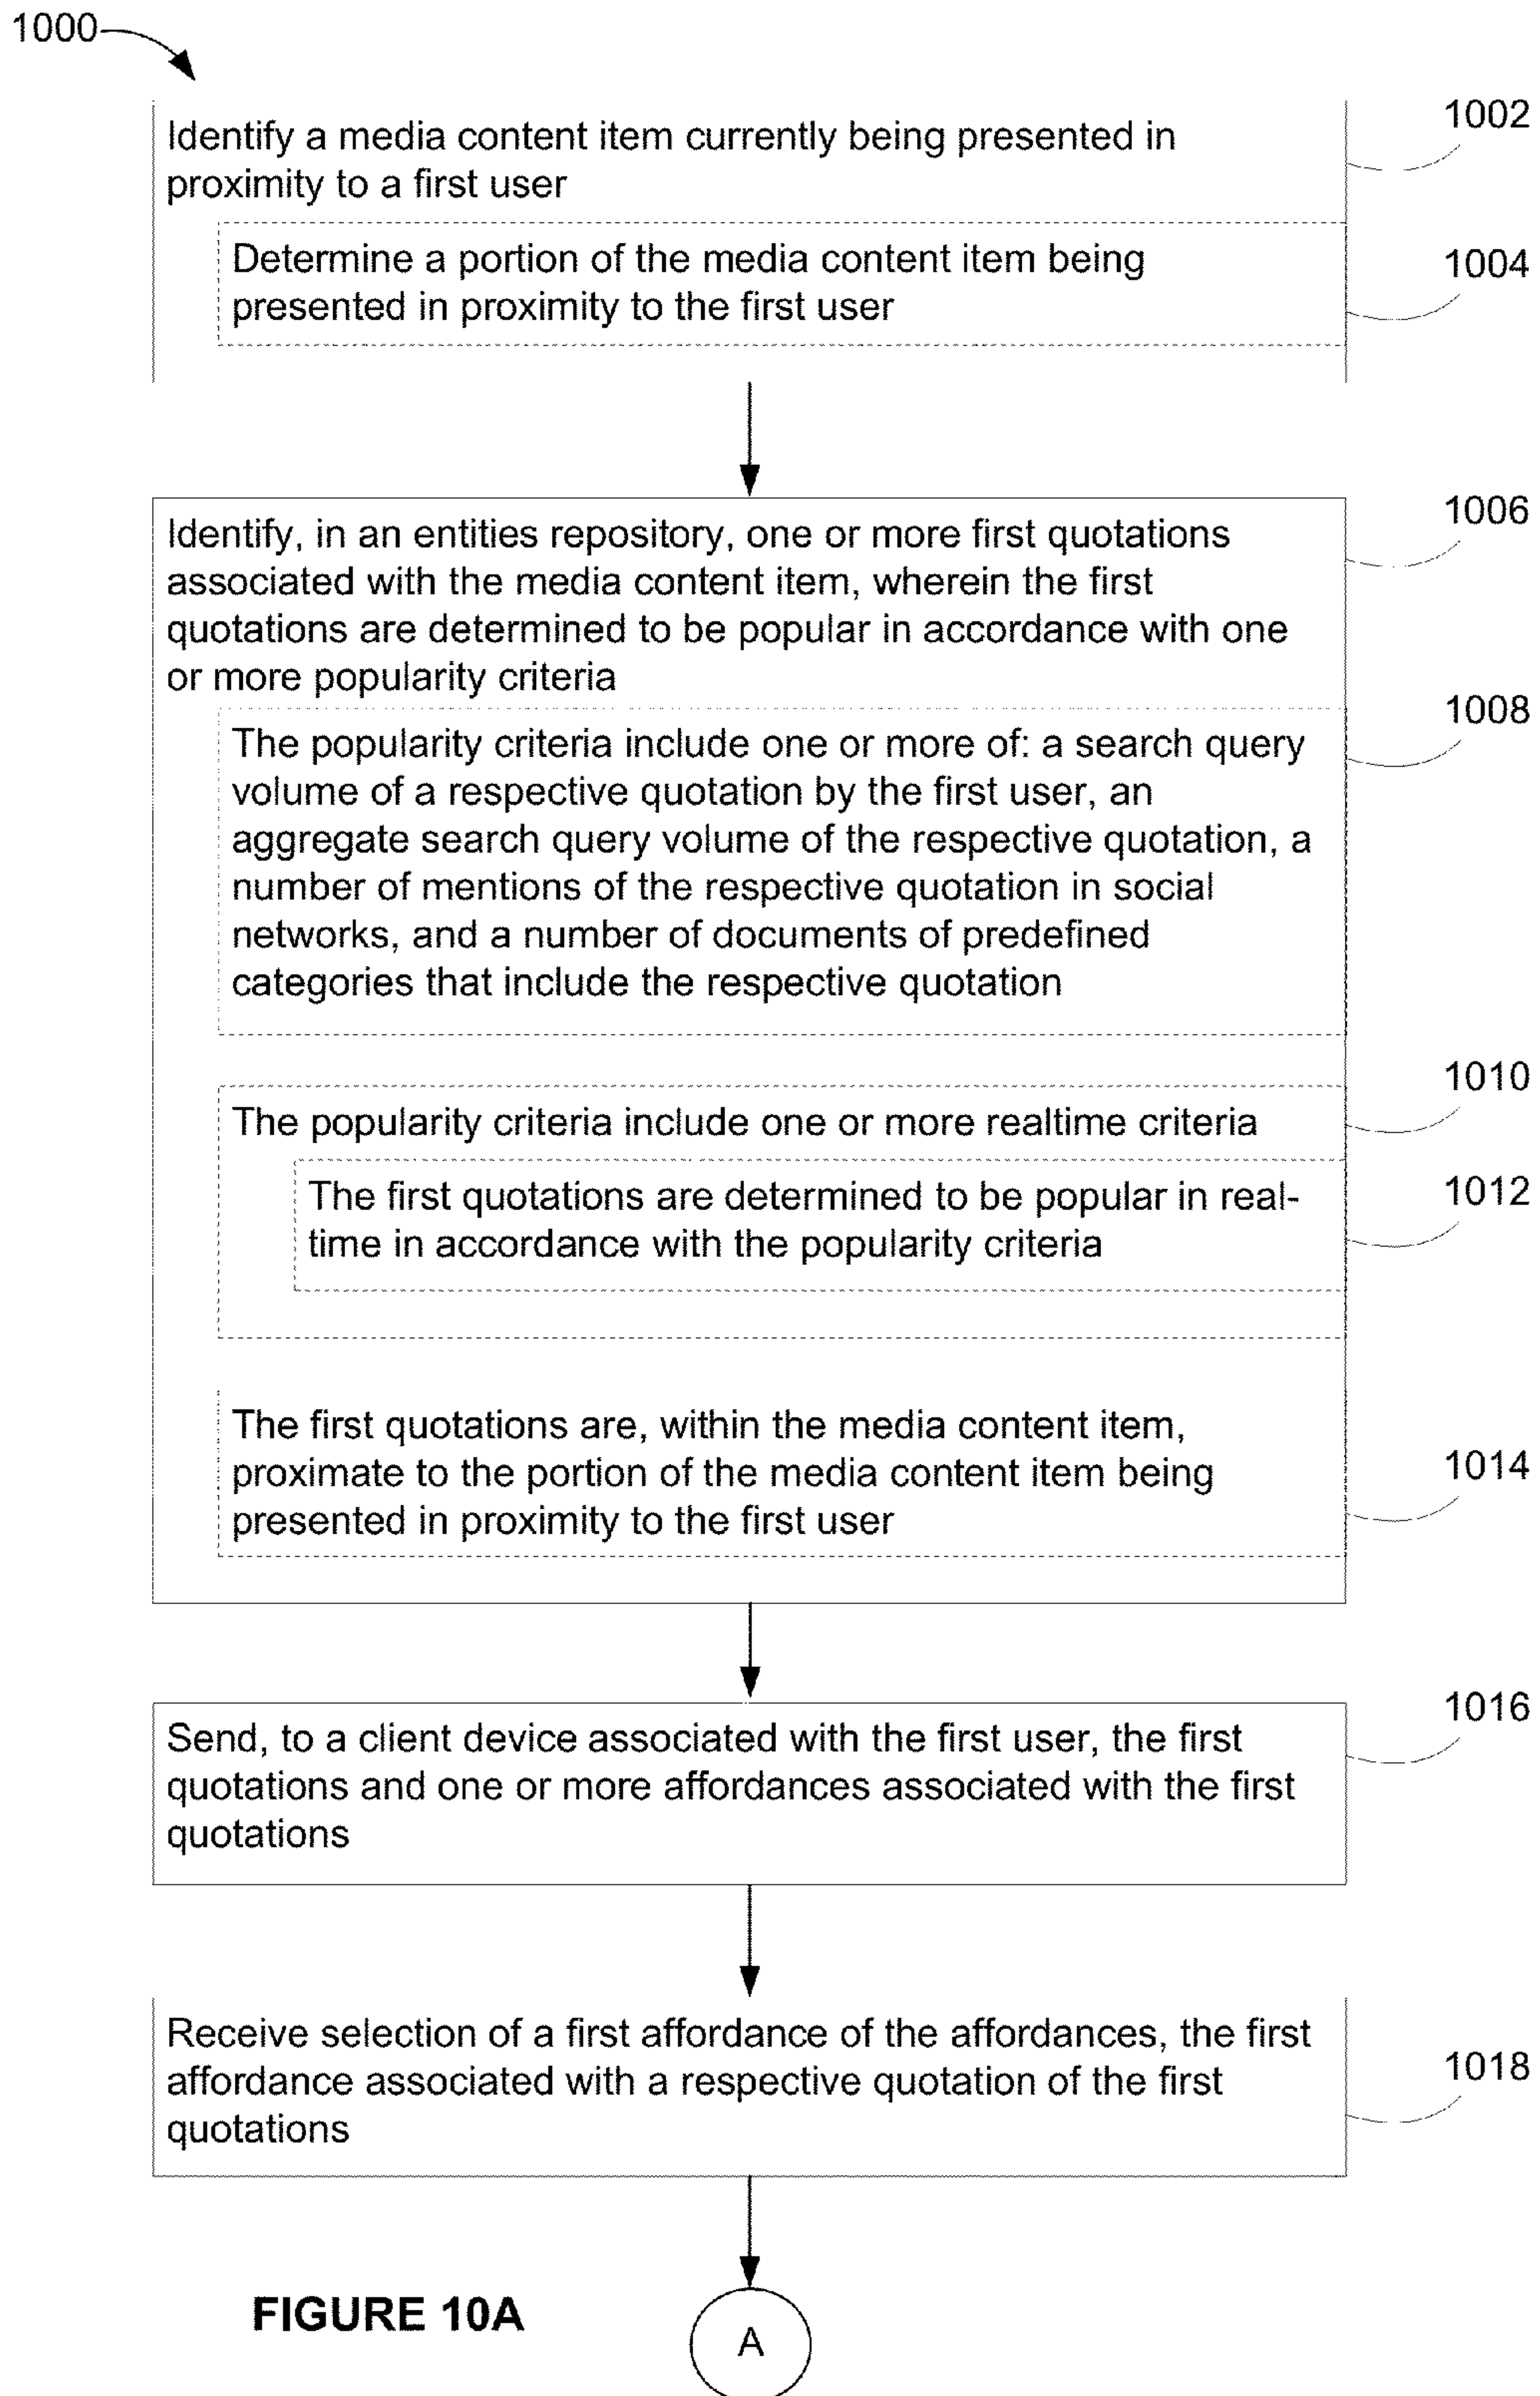 1000
1002
Identify a media content item currently being presented in
proximity to a first user
1004
Determine a portion of the media content item being
presented in proximity to the first user
1006
Identify, in an entities repository, one or more first quotations
associated with the media content item, wherein the first
quotations are determined to be popular in accordance with one
or more popularity criteria
1008
The popularity criteria include one or more of: a search query
volume of a respective quotation by the first user, an
aggregate search query volume of the respective quotation, a
number of mentions of the respective quotation in social
networks, and a number of documents of predefined
categories that include the respective quotation
1010
The popularity criteria include one or more realtime criteria
1012
The first quotations are determined to be popular in real-
time in accordance with the popularity criteria
The first quotations are, within the media content item,
proximate to the portion of the media content item being
presented in proximity to the first user
1014
1016
Send, to a client device associated with the first user, the first
quotations and one or more affordances associated with the first
quotations
Receive selection of a first affordance of the affordances, the first
affordance associated with a respective quotation of the first
quotations
1018
FIGURE 10A
A